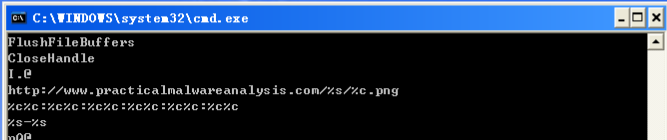 C:\WINDOWS\system32\cmd.exe
FlushFileBuffers
CloseHandle
I.@
http://www.practicalmalwareanalysis.com/%s/%c.png
%c%c:%c%c:%c%c:%c%c:%c%c:%c%c
%s-%s